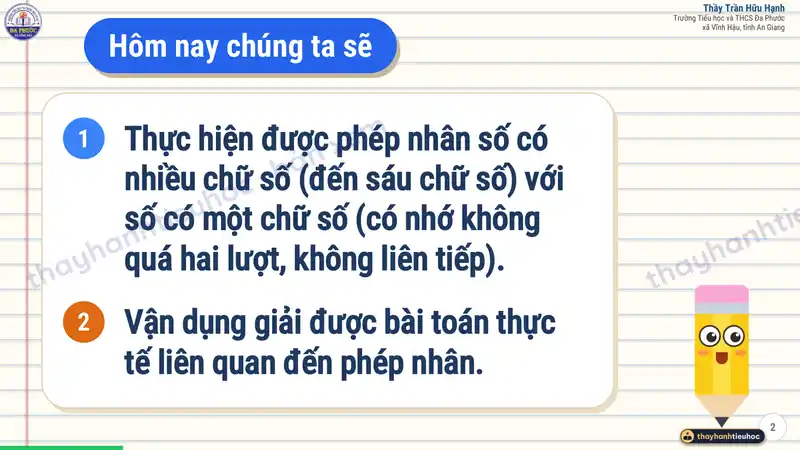 Thầy Trần Hữu Hạnh
Trường Tiểu học và THCS Đa Phước
xã Vĩnh Hậu, tỉnh An Giang
ĐA PHƯỚC
Hôm nay chúng ta sẽ
1 Thực hiện được phép nhân số có
nhiều chữ số (đến sáu chữ số) với
số có một chữ số (có nhớ không
quá hai lượt, không liên tiếp).
2 Vận dụng giải được bài toán thực
tế liên quan đến phép nhân.
thayhanhtieuhoc
2